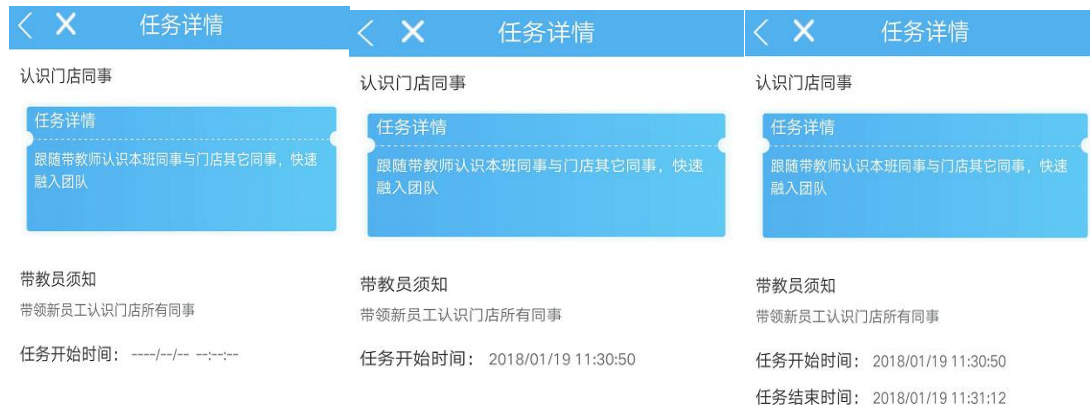 任务详情
认识门店同事
任务详情
跟随带教师认识本班同事与门店其它同事，快速
融入团队
带教员须知
带领新员工认识门店所有同事
任务开始时间： ----/--/-- --:--:--
任务详情
认识门店同事
任务详情
跟随带教师认识本班同事与门店其它同事，快速
融入团队
带教员须知
带领新员工认识门店所有同事
任务开始时间： 2018/01/19 11:30:50
任务详情
认识门店同事
任务详情
跟随带教师认识本班同事与门店其它同事，快速
融入团队
带教员须知
带领新员工认识门店所有同事
任务开始时间： 2018/01/19 11:30:50
任务结束时间： 2018/01/19 11:31:12